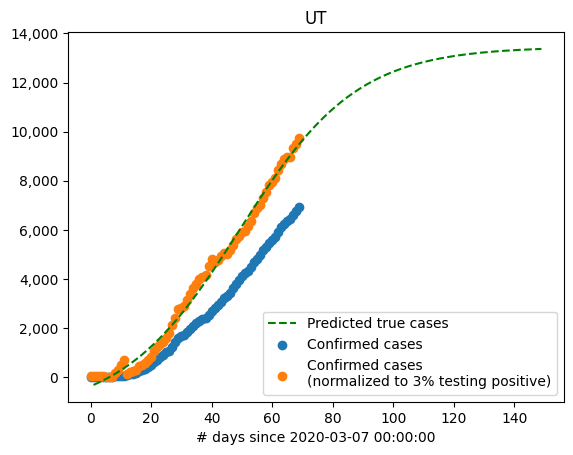 UT
14,000
12,000
10,000
8,000
6,000
4,000
2,000
0
Predicted true cases
Confirmed cases
Confirmed cases
(normalized to 3% testing positive)
0 20 40 60 80 100 120 140
# days since 2020-03-07 00:00:00